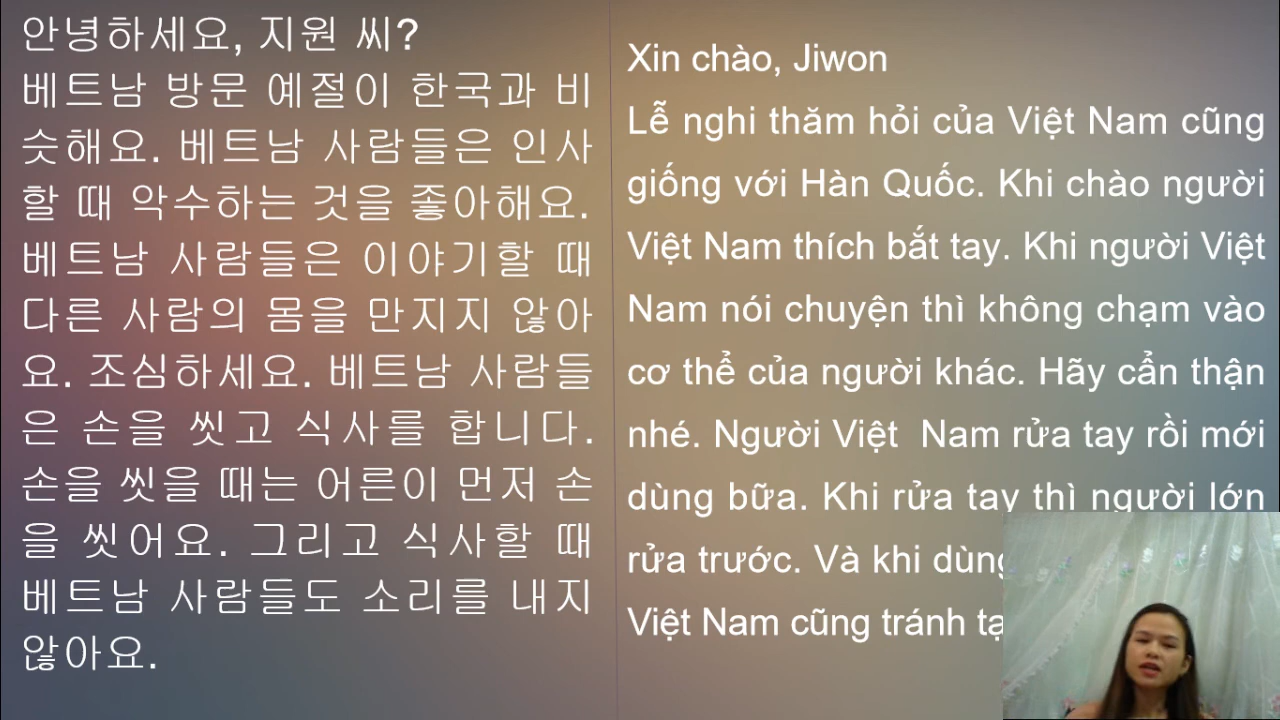 안녕하세요, 지원 씨?
베트남 방문 예절이 한국과 비
슷해요. 베트남 사람들은 인사
할 때 악수하는 것을 좋아해요.
베트남 사람들은 이야기할 때
다른 사람의 몸을 만지지 않아
요. 조심하세요. 베트남 사람들
은 손을 씻고 식사를 합니다.
손을 씻을 때는 어른이 먼저 손
을 씻어요. 그리고 식사할 때
베트남 사람들도 소리를 내지
않아요.
Xin chào, Jiwon
Lễ nghi thăm hỏi của Việt Nam cũng
giống với Hàn Quốc. Khi chào người
Việt Nam thích bắt tay. Khi người Việt
Nam nói chuyện thì không chạm vào
cơ thể của người khác. Hãy cẩn thận
nhé. Người Việt Nam rửa tay rồi mới
dùng bữa. Khi rửa tay thì người lớn
rửa trước. Và khi
Việt Nam cũng tránh